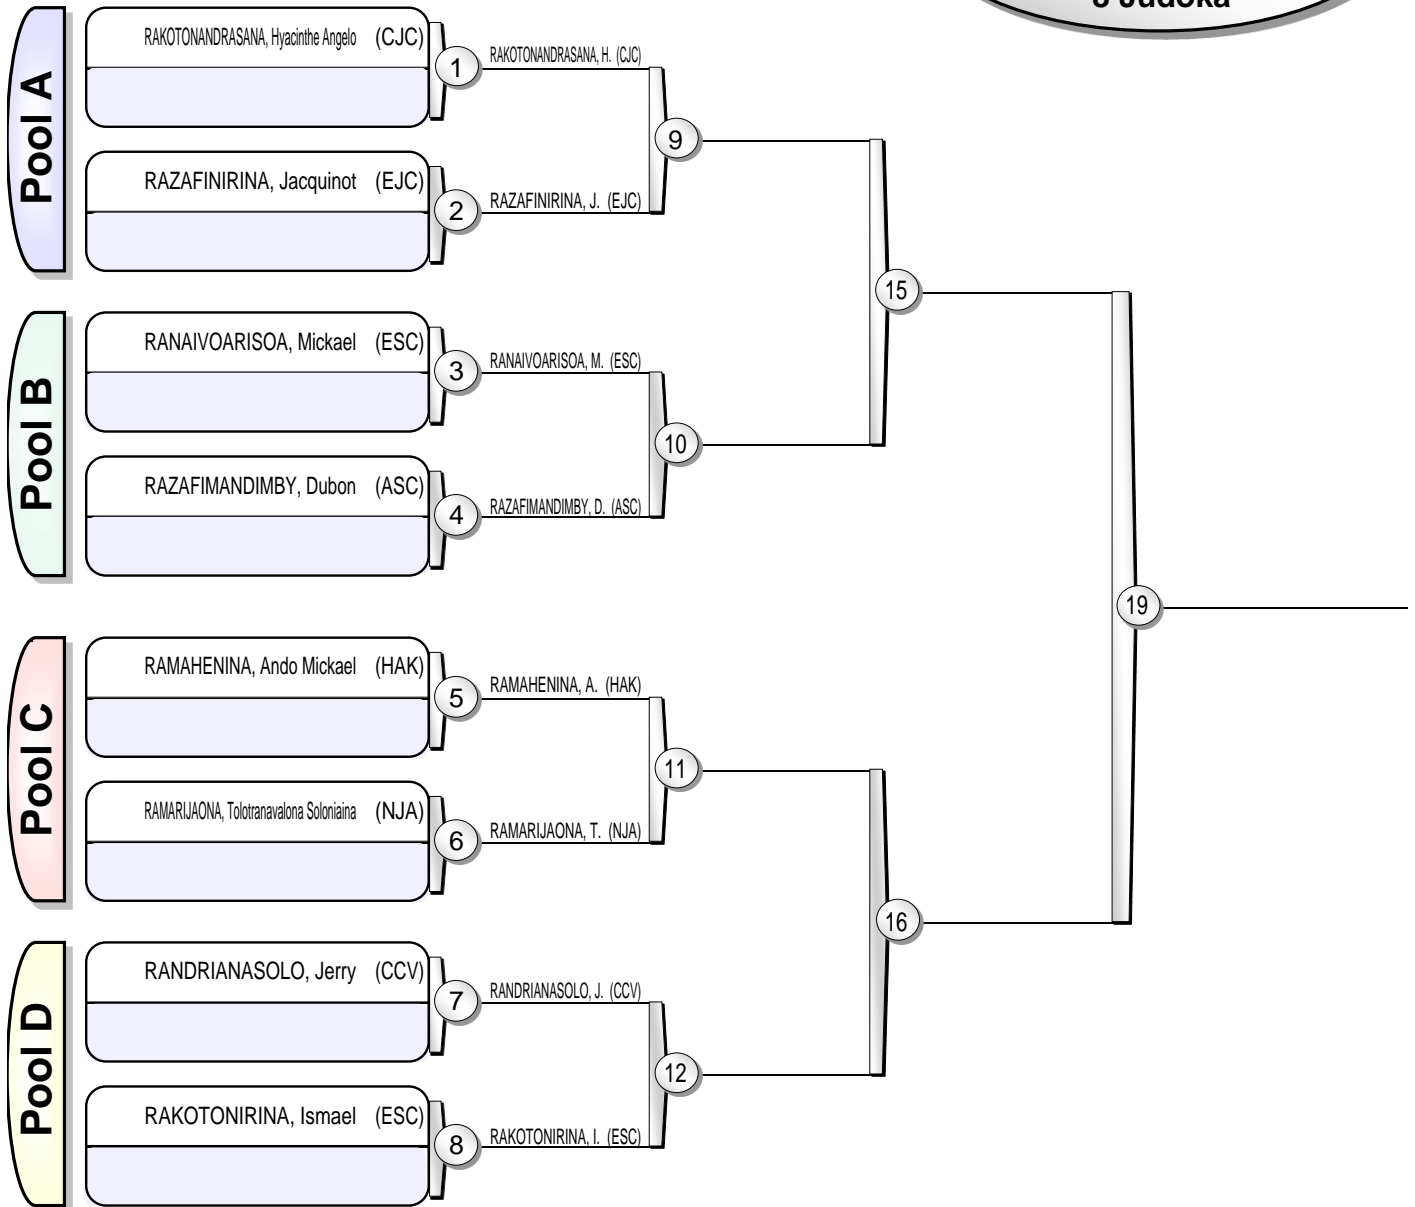 Judoka
Pool A
RAKOTONANDRASANA, Hyacinthe Angelo (CJC)
1
RAKOTONANDRASANA, H. (CJC)
9
RAZAFINIRINA, Jacquinot (EJC)
2
RAZAFINIRINA, J. (EJC)
15
Pool B
RANAIVOARISOA, Mickael (ESC)
3
RANAIVOARISOA, M. (ESC)
10
RAZAFIMANDIMBY, Dubon (ASC)
4
RAZAFIMANDIMBY, D. (ASC)
19
Pool C
RAMAHENINA, Ando Mickael (HAK)
5
RAMAHENINA, A. (HAK)
11
RAMARIJAONA, Tolotranavalona Soloniaina (NJA)
6
RAMARIJAONA, T. (NJA)
16
Pool D
RANDRIANASOLO, Jerry (CCV)
7
RANDRIANASOLO, J. (CCV)
12
RAKOTONIRINA, Ismael (ESC)
8
RAKOTONIRINA, I. (ESC)